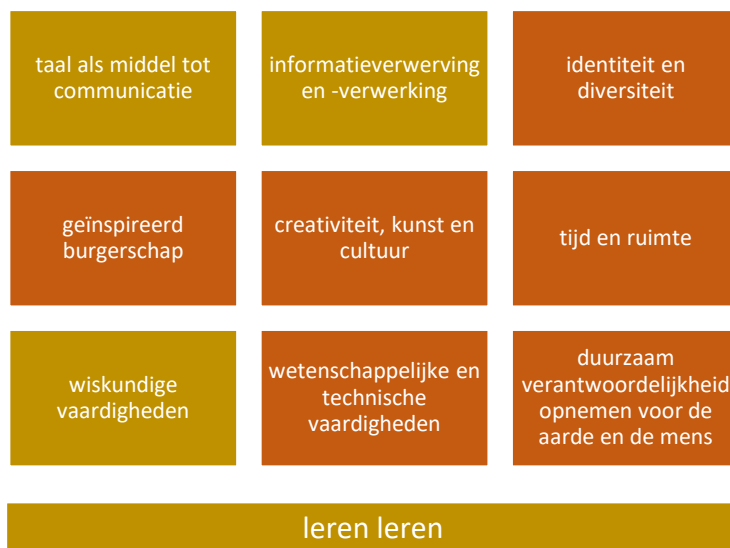 taal als middel tot
communicatie
informatieverwerving
en -verwerking
identiteit en
diversiteit
geïnspireerd
burgerschap
creativiteit, kunst en
cultuur
tijd en ruimte
wiskundige
vaardigheden
wetenschappelijke en
technische
vaardigheden
duurzaam
verantwoordelijkheid
opnemen voor de
aarde en de mens
leren leren